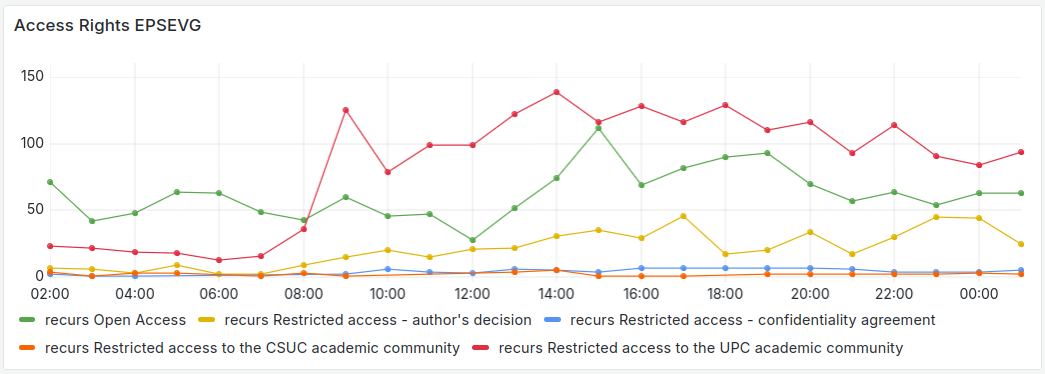 Access Rights EPSEVG
150
100
50
0
02:00 04:00 06:00 08:00 10:00 12:00 14:00 16:00 18:00 20:00 22:00 00:00
recurs Open Access recurs Restricted access - author's decision recurs Restricted access - confidentiality agreement
recurs Restricted access to the CSUC academic community recurs Restricted access to the UPC academic community